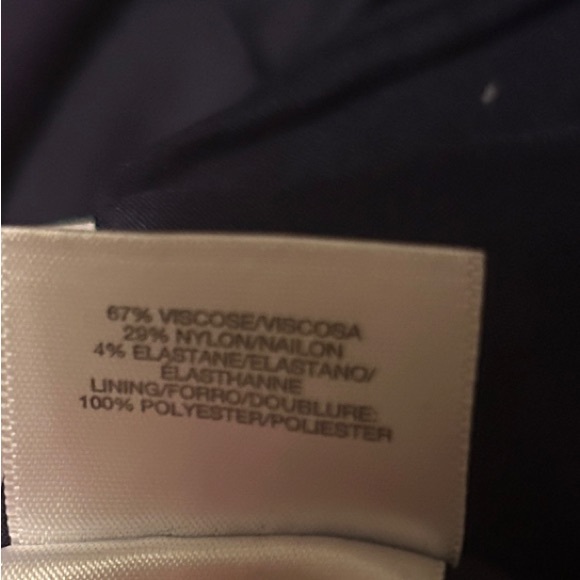 67% VISCOSE/VISCOSA
29% NYLON/NAILON
4% ELASTANE/ELASTANO/
ÉLASTHANNE
LINING/FORRO/DOUBLURE:
100% POLYESTER/POLIESTER